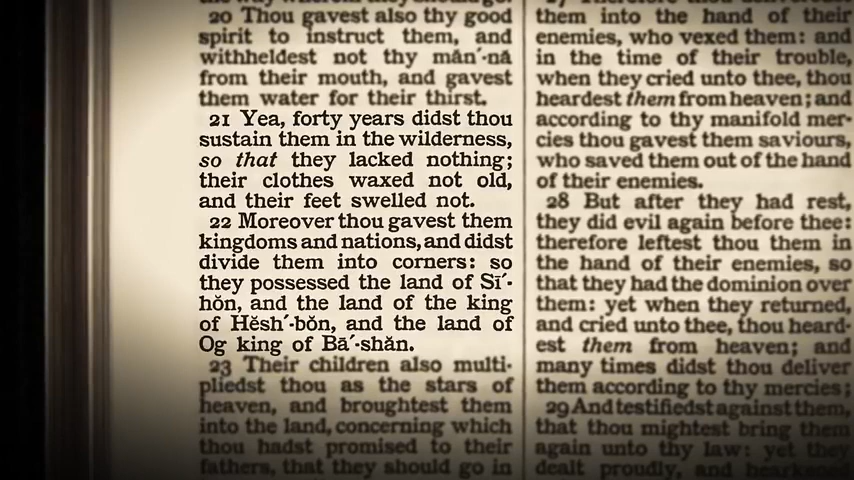 20 Thou gavest also thy good
spirit to instruct them, and
withheldest not thy măn´-nȧ
from their mouth, and gavest
them water for their thirst.
21 Yea, forty years didst thou
sustain them in the wilderness,
so that they lacked nothing;
their clothes waxed not old,
and their feet swelled not.
22 Moreover thou gavest them
kingdoms and nations, and didst
divide them into corners: so
they possessed the land of Sī´-
hŏn, and the land of the king
of Hĕsh´-bŏn, and the land of
Og king of Bā´-shăn.
23 Their children also multi-
pliedst thou as the stars of
heaven, and broughtest them
into the land, concerning which
thou hadst promised to their
fathers, that they should go in
them into the hand of their
enemies, who vexed them: and
in the time of their trouble,
when they cried unto thee, thou
heardest them from heaven; and
according to thy manifold mer-
cies thou gavest them saviours,
who saved them out of the hand
of their enemies.
28 But after they had rest,
they did evil again before thee:
therefore leftest thou them in
the hand of their enemies, so
that they had the dominion over
them: yet when they returned,
and cried unto thee, thou heard-
est them from heaven; and
many times didst thou deliver
them according to thy mercies;
29 And testifiedst against them,
that thou mightest bring them
again unto thy law: yet they
dealt proudly, and hearkened